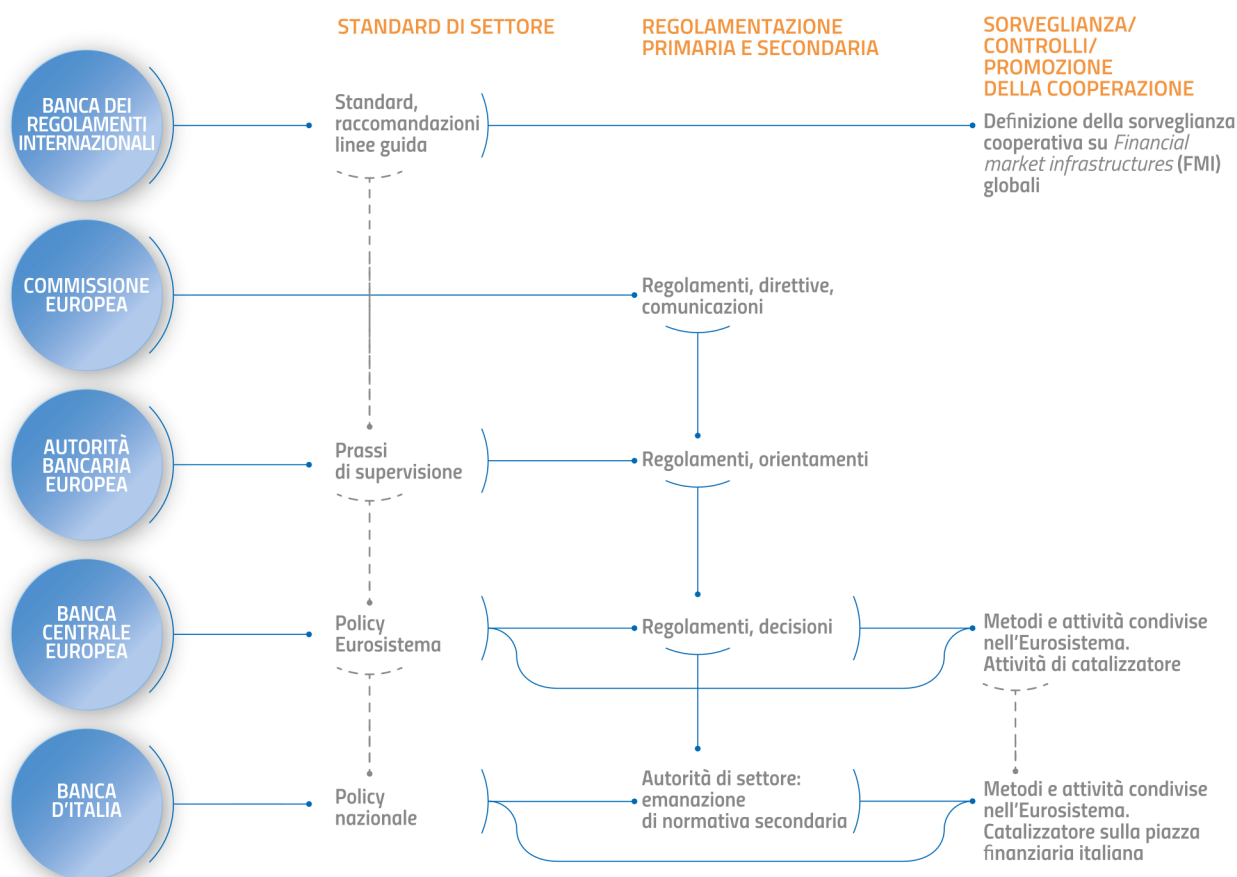 STANDARD DI SETTORE
REGOLAMENTAZIONE
PRIMARIA E SECONDARIA
SORVEGLIANZA/
CONTROLLI/
PROMOZIONE
DELLA COOPERAZIONE
BANCA DEI
REGOLAMENTI
INTERNAZIONALI
Standard,
raccomandazioni
linee guida
Definizione della sorveglianza
cooperativa su Financial
market infrastructures (FMI)
globali
COMMISSIONE
EUROPEA
Regolamenti, direttive,
comunicazioni
AUTORITÀ
BANCARIA
EUROPEA
Prassi
di supervisione
Regolamenti, orientamenti
BANCA
CENTRALE
EUROPEA
Policy
Eurosistema
Regolamenti, decisioni
Metodi e attività condivise
nell’Eurosistema.
Attività di catalizzatore
BANCA
D’ITALIA
Policy
nazionale
Autorità di settore:
emanazione
di normativa secondaria
Metodi e attività condivise
nell’Eurosistema.
Catalizzatore sulla piazza
finanziaria italiana